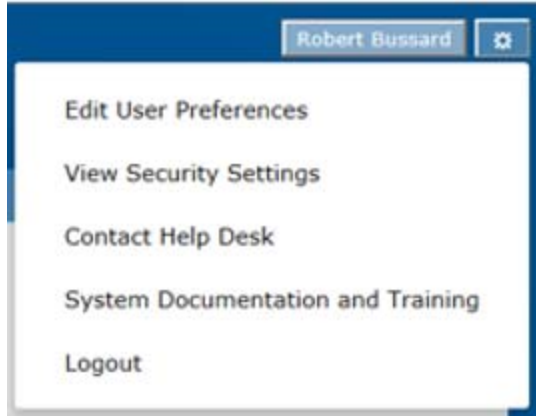 Robert Bussard
Edit User Preferences
View Security Settings
Contact Help Desk
System Documentation and Training
Logout